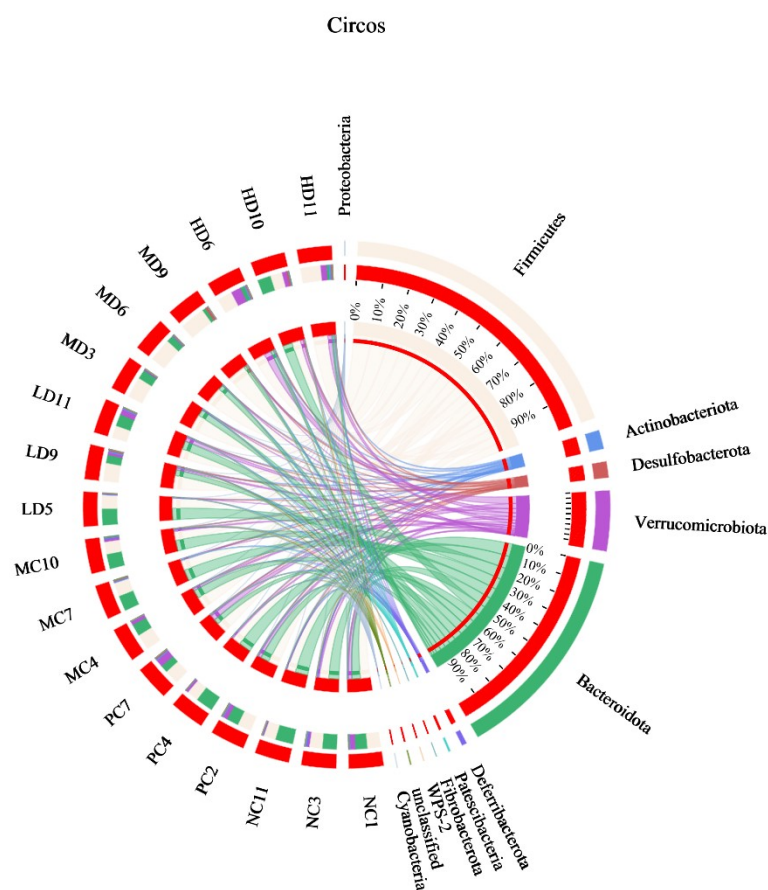 Circos
Proteobacteria
Firmicutes
Actinobacteriota
Desulfobacterota
Verrucomicrobiota
Bacteroidota
Deferribacterota
Patescibacteria
Fibrobacterota
WPS-2
unclassified
Cyanobacteria
NC1
NC3
NC11
PC2
PC4
PC7
MC4
MC7
MC10
LD5
LD9
LD11
MD3
MD6
MD9
HD6
HD10
HD11
0%
10%
20%
30%
40%
50%
60%
70%
80%
90%
0%
10%
20%
30%
40%
50%
60%
70%
80%
90%